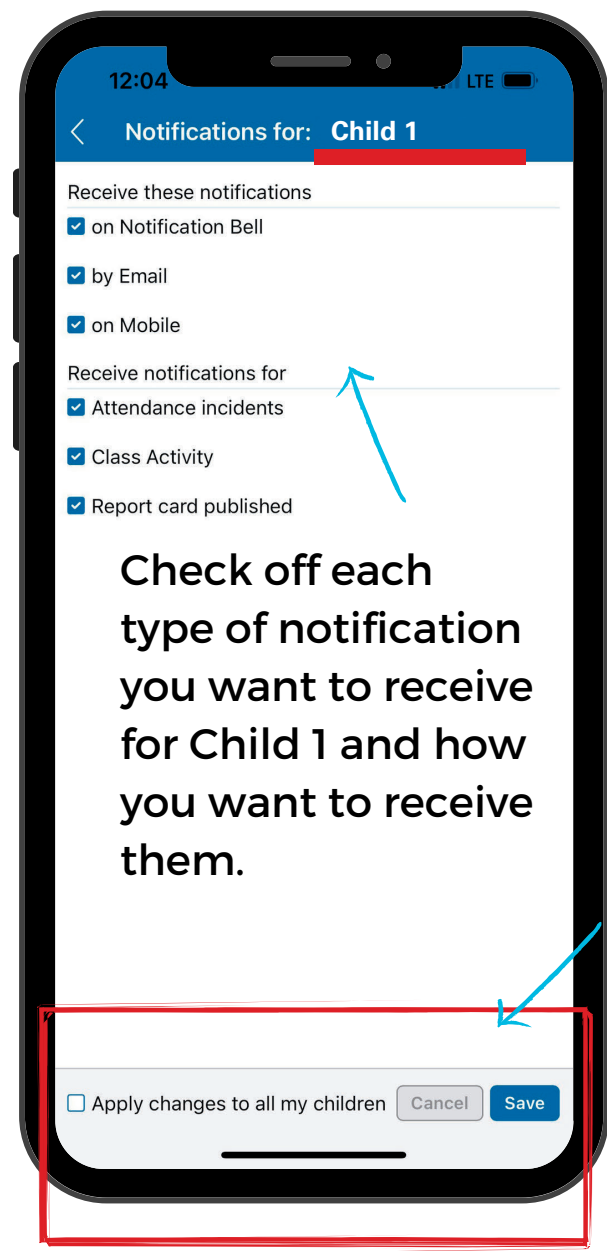 12:04 LTE
Notifications for: Child 1
Receive these notifications
on Notification Bell
by Email
on Mobile
Receive notifications for
Attendance incidents
Class Activity
Report card published
Check off each
type of notification
you want to receive
for Child 1 and how
you want to receive
them.
Apply changes to all my children Cancel Save